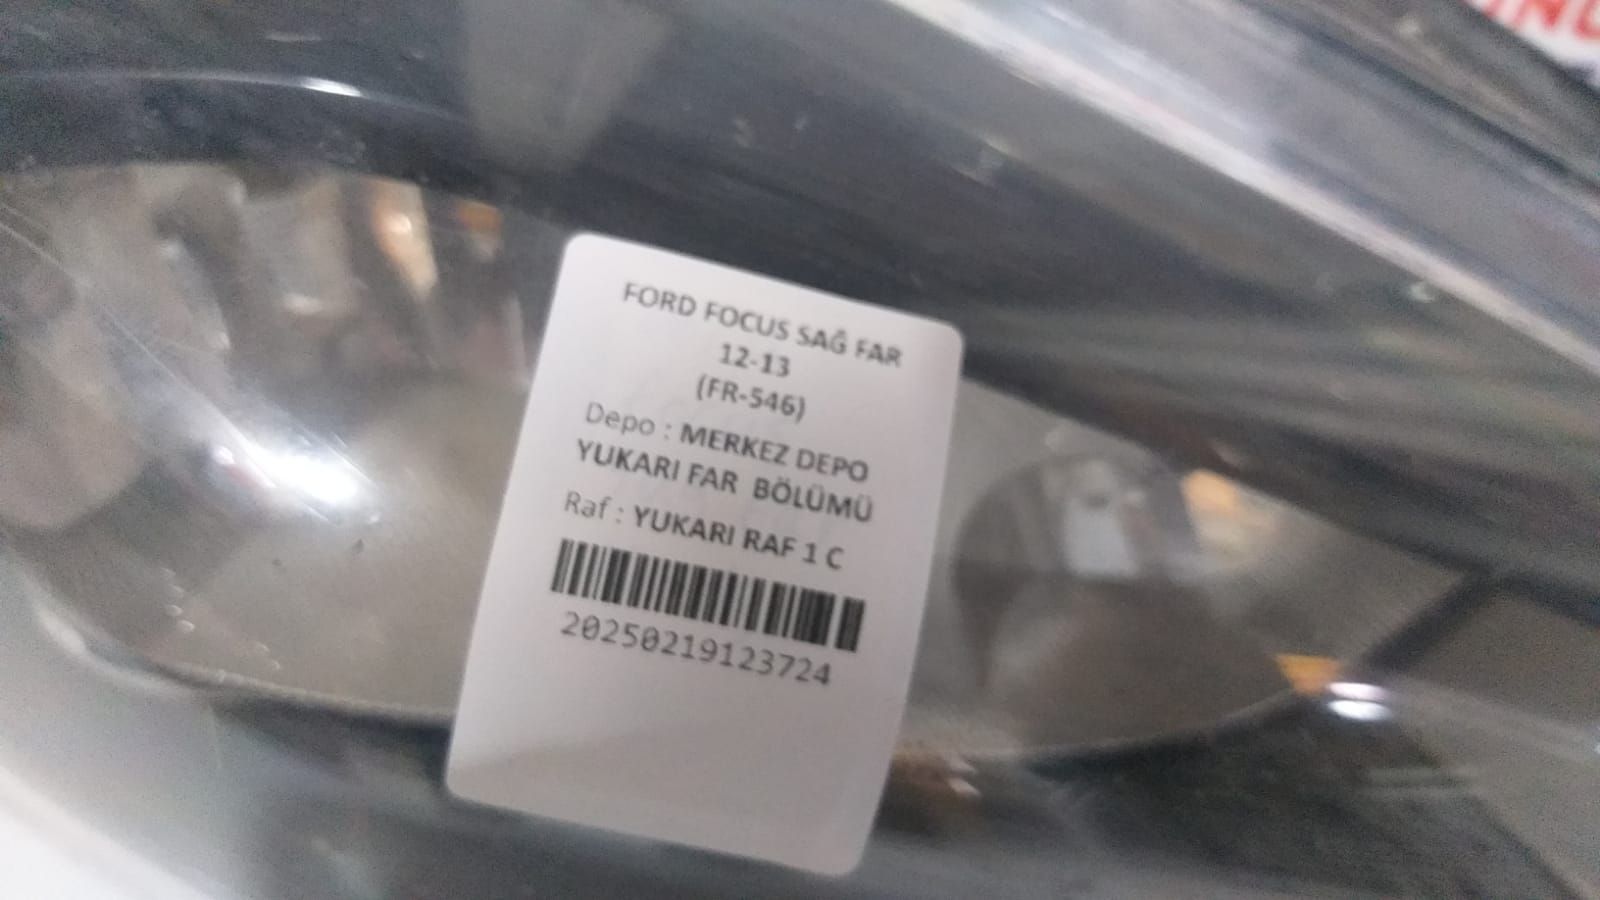 FORD FOCUS SAĞ FAR
12-13
(FR-546)
Depo : MERKEZ DEPO
YUKARI FAR BÖLÜMÜ
Raf : YUKARI RAF 1 C
20250219123724